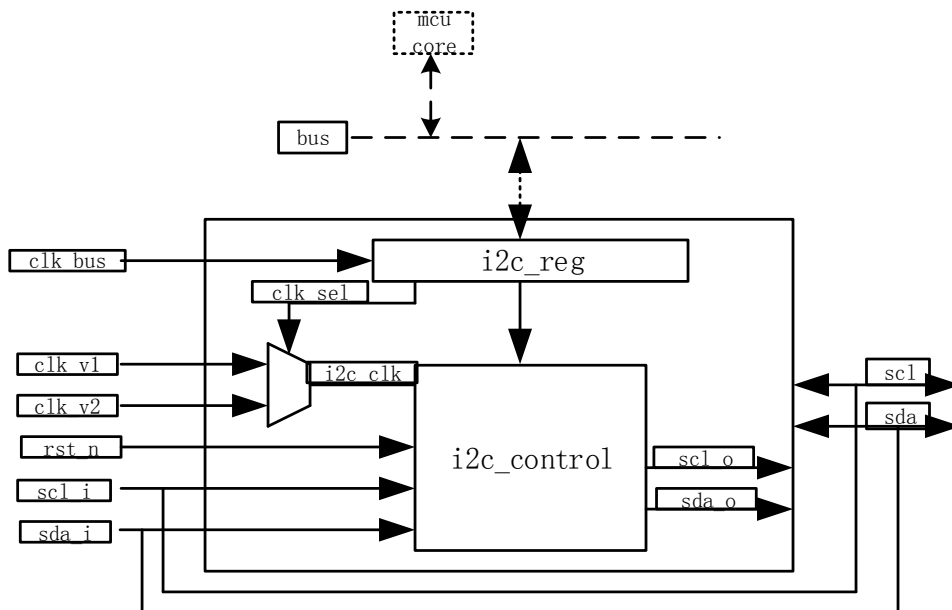 mcu
core
bus
clk_bus
i2c_reg
clk_sel
clk_v1
i2c_clk
scl
clk_v2
sda
rst_n
i2c_control
scl_o
scl_i
sda_o
sda_i